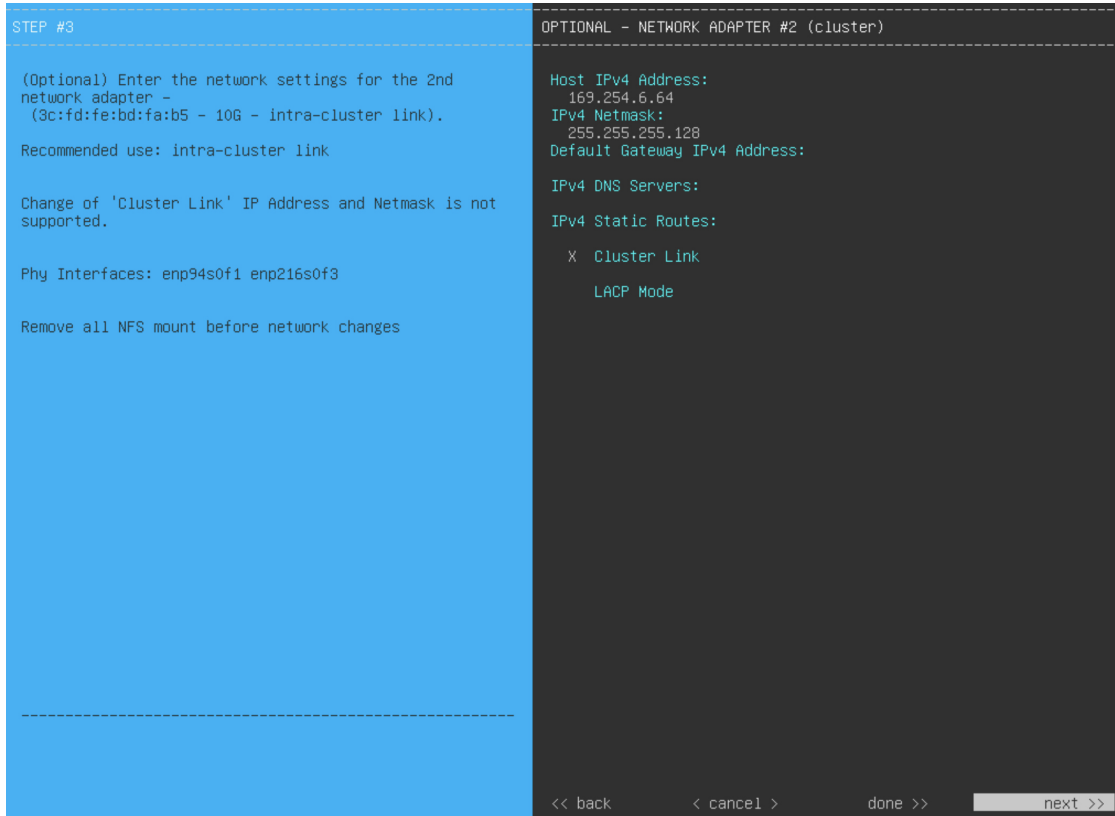 STEP #3
(Optional) Enter the network settings for the 2nd
network adapter –
(3c:fd:fe:bd:fa:b5 – 10G – intra-cluster link).
Recommended use: intra-cluster link
Change of 'Cluster Link' IP Address and Netmask is not
supported.
Phy Interfaces: enp94s0f1 enp216s0f3
Remove all NFS mount before network changes
OPTIONAL – NETWORK ADAPTER #2 (cluster)
Host IPv4 Address:
169.254.6.64
IPv4 Netmask:
255.255.255.128
Default Gateway IPv4 Address:
IPv4 DNS Servers:
IPv4 Static Routes:
X Cluster Link
LACP Mode
<< back < cancel > done >> next >>